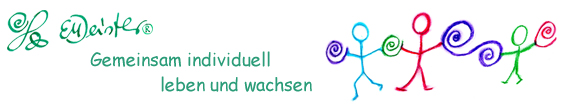 EMeister®
Gemeinsam individuell
leben und wachsen